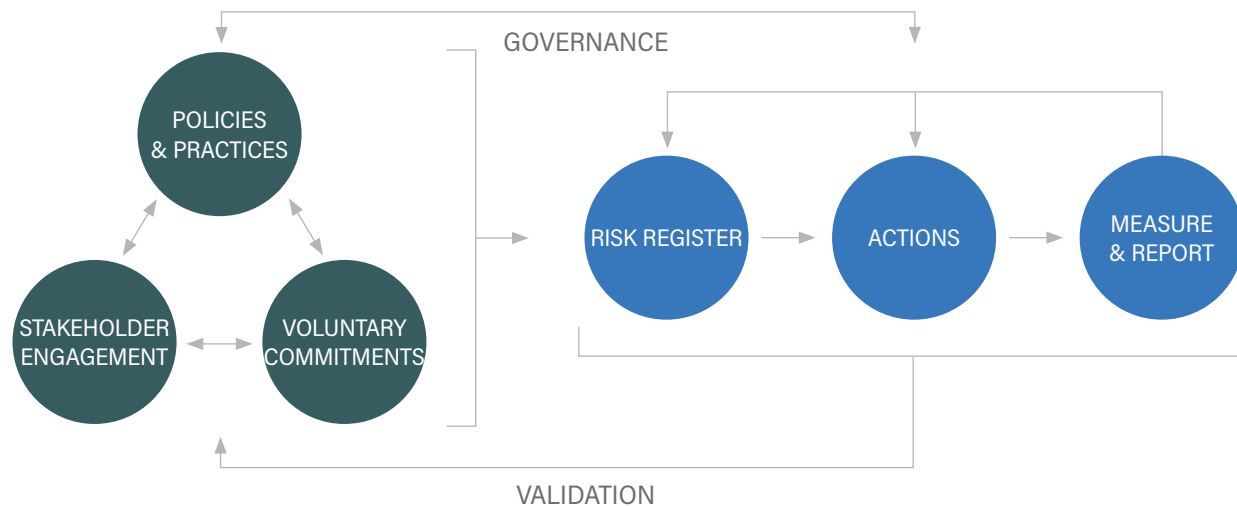 GOVERNANCE
POLICIES
& PRACTICES
STAKEHOLDER
ENGAGEMENT
VOLUNTARY
COMMITMENTS
RISK REGISTER
ACTIONS
MEASURE
& REPORT
VALIDATION